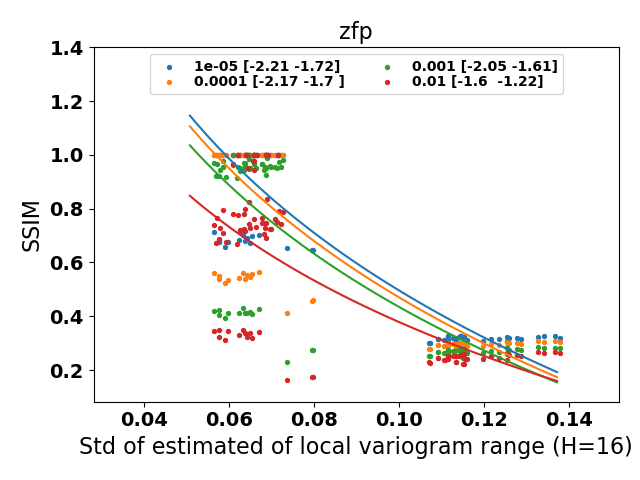 zfp
1e-05 [-2.21 -1.72]
0.0001 [-2.17 -1.7 ]
0.001 [-2.05 -1.61]
0.01 [-1.6  -1.22]
SSIM
1.4
1.2
1.0
0.8
0.6
0.4
0.2
0.04 0.06 0.08 0.10 0.12 0.14
Std of estimated of local variogram range (H=16)